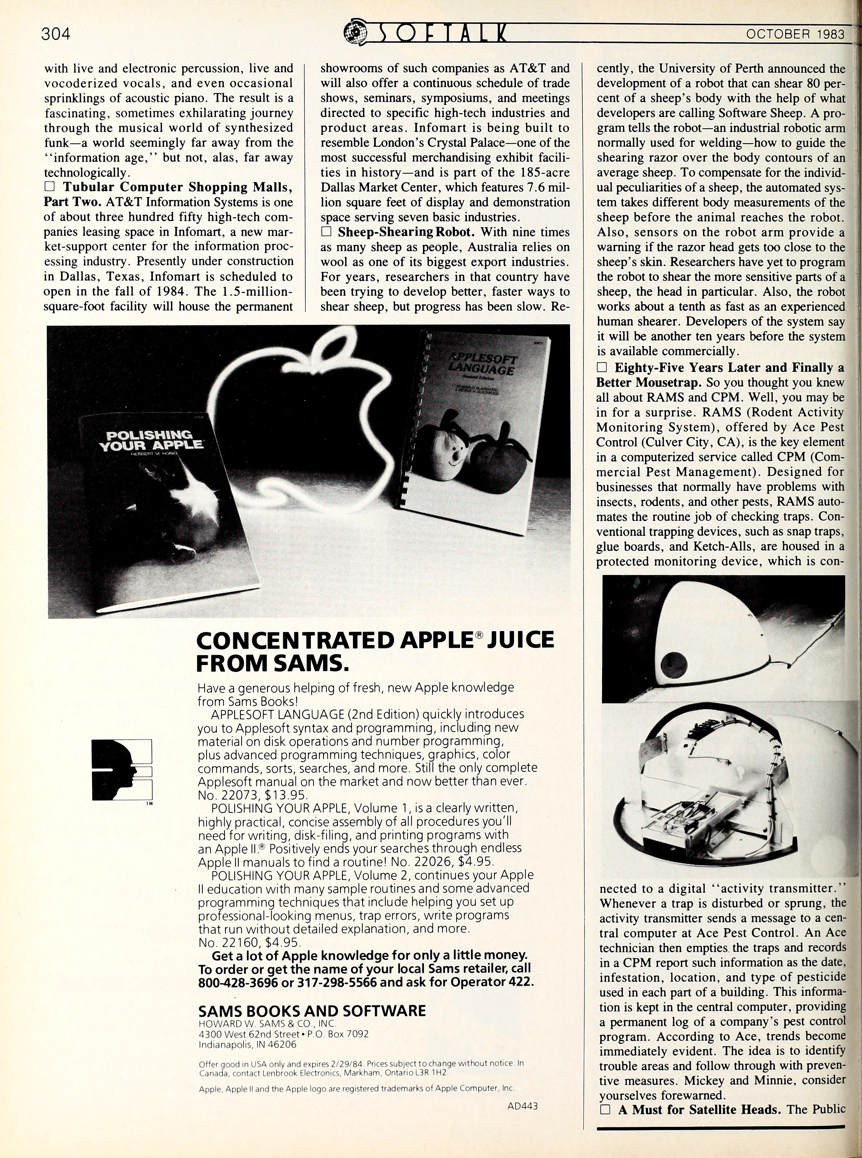 304
SOFTALK
OCTOBER 1983
with live and electronic percussion, live and
vocoderized vocals, and even occasional
sprinklings of acoustic piano. The result is a
fascinating, sometimes exhilarating journey
through the musical world of synthesized
funk—a world seemingly far away from the
"information age," but not, alas, far away
technologically.
□ Tubular Computer Shopping Malls,
Part Two. AT&T Information Systems is one
of about three hundred fifty high-tech com-
panies leasing space in Infomart, a new mar-
ket-support center for the information proc-
essing industry. Presently under construction
in Dallas, Texas, Infomart is scheduled to
open in the fall of 1984. The 1.5-million-
square-foot facility will house the permanent
showrooms of such companies as AT&T and
will also offer a continuous schedule of trade
shows, seminars, symposiums, and meetings
directed to specific high-tech industries and
product areas. Infomart is being built to
resemble London's Crystal Palace—one of the
most successful merchandising exhibit facili-
ties in history—and is part of the 185-acre
Dallas Market Center, which features 7.6 mil-
lion square feet of display and demonstration
space serving seven basic industries.
□ Sheep-Shearing Robot. With nine times
as many sheep as people, Australia relies on
wool as one of its biggest export industries.
For years, researchers in that country have
been trying to develop better, faster ways to
shear sheep, but progress has been slow. Re-
cently, the University of Perth announced the
development of a robot that can shear 80 per-
cent of a sheep's body with the help of what
developers are calling Software Sheep. A pro-
gram tells the robot—an industrial robotic arm
normally used for welding—how to guide the
shearing razor over the body contours of an
average sheep. To compensate for the individ-
ual peculiarities of a sheep, the automated sys-
tem takes different body measurements of the
sheep before the animal reaches the robot.
Also, sensors on the robot arm provide a
warning if the razor head gets too close to the
sheep's skin. Researchers have yet to program
the robot to shear the more sensitive parts of a
sheep, the head in particular. Also, the robot
works about a tenth as fast as an experienced
human shearer. Developers of the system say
it will be another ten years before the system
is available commercially.
□ Eighty-Five Years Later and Finally a
Better Mousetrap. So you thought you knew
all about RAMS and CPM. Well, you may be
in for a surprise. RAMS (Rodent Activity
Monitoring System), offered by Ace Pest
Control (Culver City, CA), is the key element
in a computerized service called CPM (Com-
mercial Pest Management). Designed for
businesses that normally have problems with
insects, rodents, and other pests, RAMS auto-
mates the routine job of checking traps. Con-
ventional trapping devices, such as snap traps,
glue boards, and Ketch-Alls, are housed in a
protected monitoring device, which is con-
nected to a digital "activity transmitter."
Whenever a trap is disturbed or sprung, the
activity transmitter sends a message to a cen-
tral computer at Ace Pest Control. An Ace
technician then empties the traps and records
in a CPM report such information as the date,
infestation, location, and type of pesticide
used in each part of a building. This informa-
tion is kept in the central computer, providing
a permanent log of a company's pest control
program. According to Ace, trends become
immediately evident. The idea is to identify
trouble areas and follow through with preven-
tive measures. Mickey and Minnie, consider
yourselves forewarned.
□ A Must for Satellite Heads. The Public
POLISHING
YOUR APPLE
HERBERT M. HONIG
APPLESOFT
LANGUAGE
Second Edition
CONCENTRATED APPLE® JUICE
FROM SAMS.
Have a generous helping of fresh, new Apple knowledge
from Sams Books!
APPLESOFT LANGUAGE (2nd Edition) quickly introduces
you to Applesoft syntax and programming, including new
material on disk operations and number programming,
plus advanced programming techniques, graphics, color
commands, sorts, searches, and more. Still the only complete
Applesoft manual on the market and now better than ever.
No. 22073, $13.95.
POLISHING YOUR APPLE, Volume 1, is a clearly written,
highly practical, concise assembly of all procedures you'll
need for writing, disk-filing, and printing programs with
an Apple II.® Positively ends your searches through endless
Apple II manuals to find a routine! No. 22026, $4.95.
POLISHING YOUR APPLE, Volume 2, continues your Apple
II education with many sample routines and some advanced
programming techniques that include helping you set up
professional-looking menus, trap errors, write programs
that run without detailed explanation, and more.
No. 22160, $4.95.
Get a lot of Apple knowledge for only a little money.
To order or get the name of your local Sams retailer, call
800-428-3696 or 317-298-5566 and ask for Operator 422.
SAMS BOOKS AND SOFTWARE
HOWARD W. SAMS & CO., INC.
4300 West 62nd Street • P.O. Box 7092
Indianapolis, IN 46206
Offer good in USA only and expires 2/29/84. Prices subject to change without notice. In
Canada, contact Lenbrook Electronics, Markham, Ontario L3R 1H2.
Apple, Apple II and the Apple logo are registered trademarks of Apple Computer, Inc.
AD443
TM